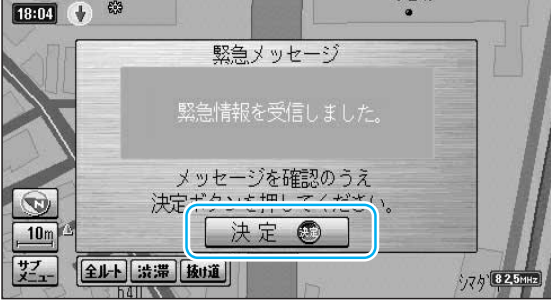 18:04
緊急メッセージ
緊急情報を受信しました。
メッセージを確認のうえ
決定ボタンを押してください。
決定 決定
N
10m
サブメニュー
全ルート 渋滞 抜け道
シマダ
82.5MHz